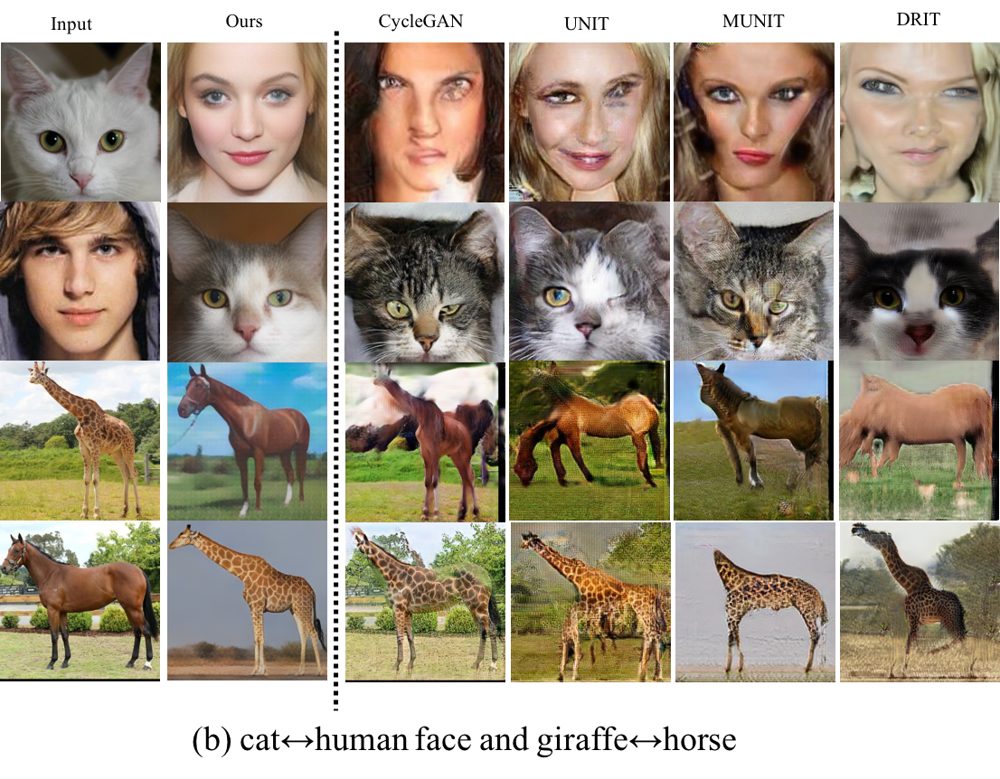 Input Ours CycleGAN UNIT MUNIT DRIT
(b) cat↔human face and giraffe↔horse